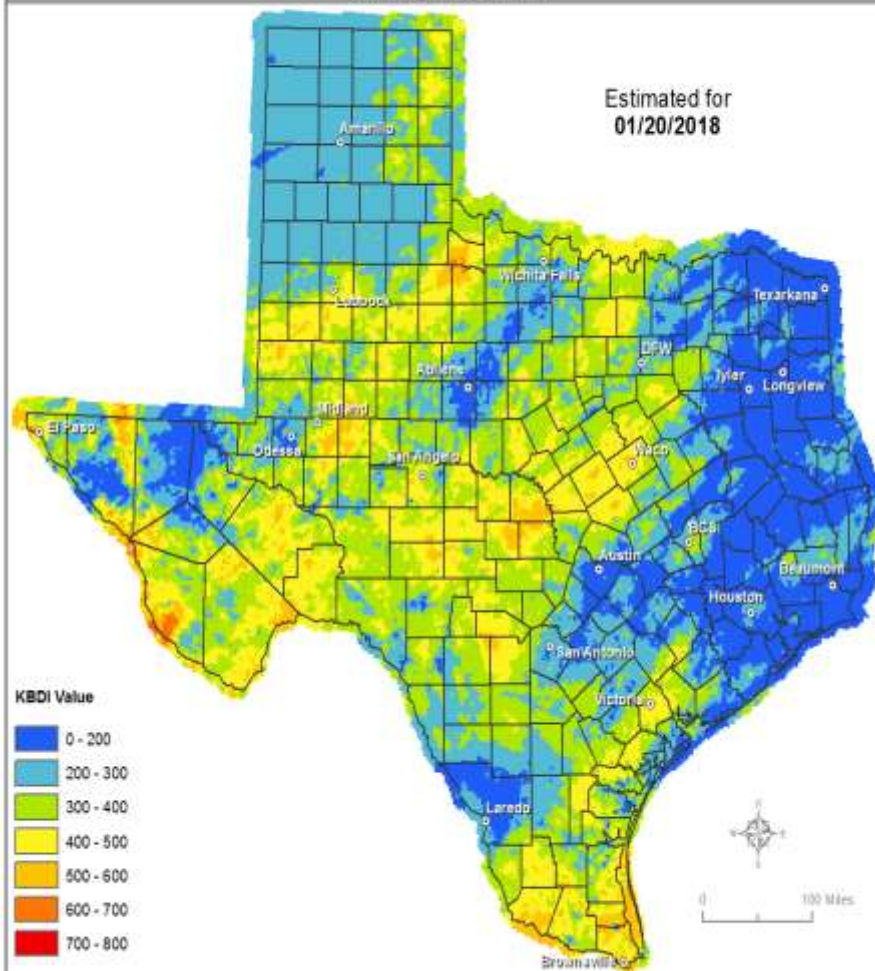 Estimated for
01/20/2018
Amarillo
Wichita Falls
Lubbock
Texarkana
DFW
Abilene
Tyler
Longview
Midland
El Paso
Odessa
San Angelo
Waco
BCS
Austin
Beaumont
Houston
San Antonio
Victoria
Laredo
Brownsville
KBDI Value
0 - 200
200 - 300
300 - 400
400 - 500
500 - 600
600 - 700
700 - 800
N
W E
S
0 100 Miles